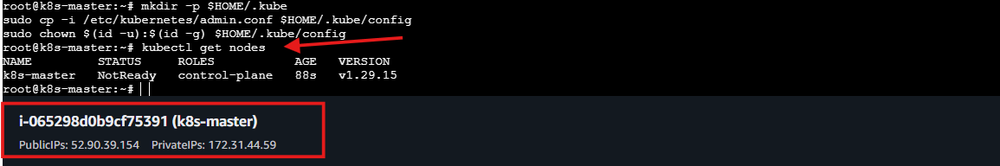 root@k8s-master:~# mkdir -p $HOME/.kube
sudo cp -i /etc/kubernetes/admin.conf $HOME/.kube/config
sudo chown $(id -u):$(id -g) $HOME/.kube/config
root@k8s-master:~# kubectl get nodes
NAME STATUS ROLES AGE VERSION
k8s-master NotReady control-plane 88s v1.29.15
root@k8s-master:~#
i-065298d0b9cf75391 (k8s-master)
PublicIPs: 52.90.39.154 PrivateIPs: 172.31.44.59